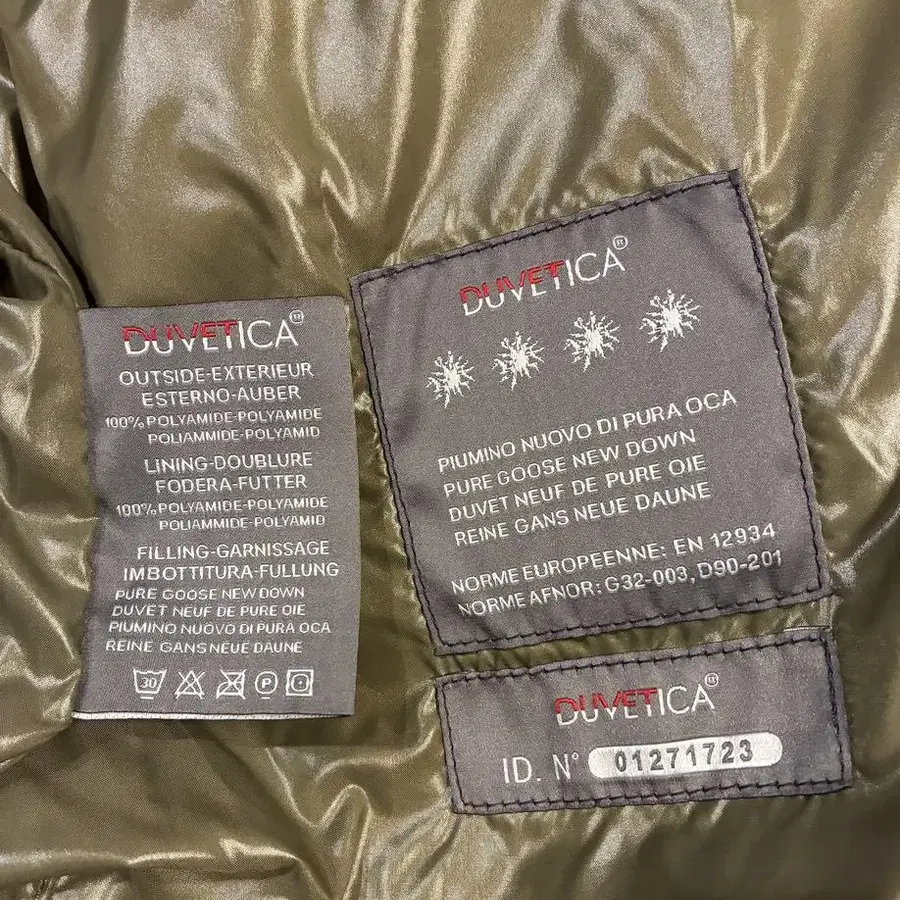 DUVETICA®
OUTSIDE-EXTERIEUR
ESTERNO-AUBER
100% POLYAMIDE-POLYAMIDE
POLIAMMIDE-POLYAMID
LINING-DOUBLURE
FODERA-FUTTER
100% POLYAMIDE-POLYAMIDE
POLIAMMIDE-POLYAMID
FILLING-GARNISSAGE
IMBOTTITURA-FULLUNG
PURE GOOSE NEW DOWN
DUVET NEUF DE PURE OIE
PIUMINO NUOVO DI PURA OCA
REINE GANS NEUE DAUNE
30 P
DUVETICA®
PIUMINO NUOVO DI PURA OCA
PURE GOOSE NEW DOWN
DUVET NEUF DE PURE OIE
REINE GANS NEUE DAUNE
NORME EUROPEENNE: EN 12934
NORME AFNOR: G32-003, D90-201
DUVETICA®
ID. N° 01271723